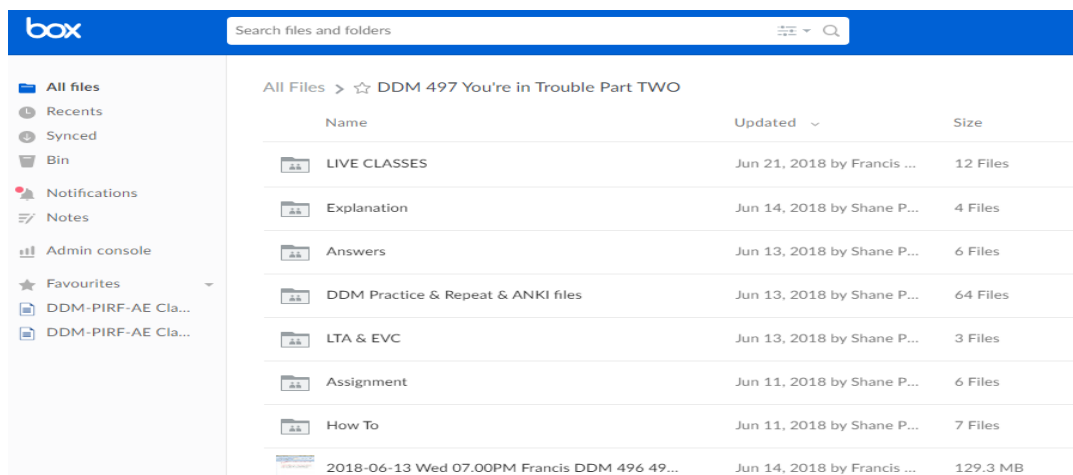 box
Search files and folders
All files
Recents
Synced
Bin
Notifications
Notes
Admin console
Favourites
DDM-PIRF-AE Cla...
DDM-PIRF-AE Cla...
All Files > ☆ DDM 497 You're in Trouble Part TWO
Name Updated Size
LIVE CLASSES Jun 21, 2018 by Francis ... 12 Files
Explanation Jun 14, 2018 by Shane P... 4 Files
Answers Jun 13, 2018 by Shane P... 6 Files
DDM Practice & Repeat & ANKI files Jun 13, 2018 by Shane P... 64 Files
LTA & EVC Jun 13, 2018 by Shane P... 3 Files
Assignment Jun 11, 2018 by Shane P... 6 Files
How To Jun 11, 2018 by Shane P... 7 Files
2018-06-13 Wed 07.00PM Francis DDM 496 49... Jun 14, 2018 by Francis ... 129.3 MB